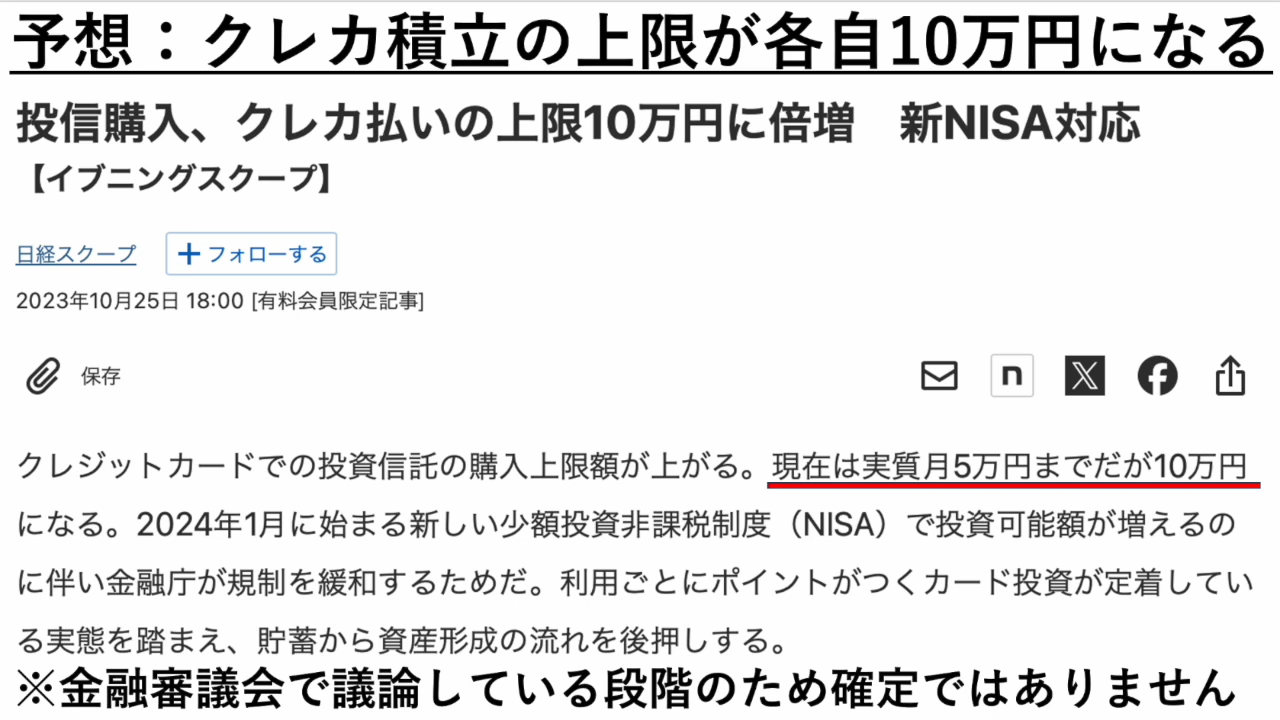 予想：クレカ積立の上限が各自10万円になる
投信購入、クレカ払いの上限10万円に倍増　新NISA対応
【イブニングスクープ】
日経スクープ
＋フォローする
2023年10月25日 18:00 [有料会員限定記事]
保存
クレジットカードでの投資信託の購入上限額が上がる。現在は実質月5万円までだが10万円
になる。2024年1月に始まる新しい少額投資非課税制度（NISA）で投資可能額が増えるの
に伴い金融庁が規制を緩和するためだ。利用ごとにポイントがつくカード投資が定着してい
る実態を踏まえ、貯蓄から資産形成の流れを後押しする。
※金融審議会で議論している段階のため確定ではありません